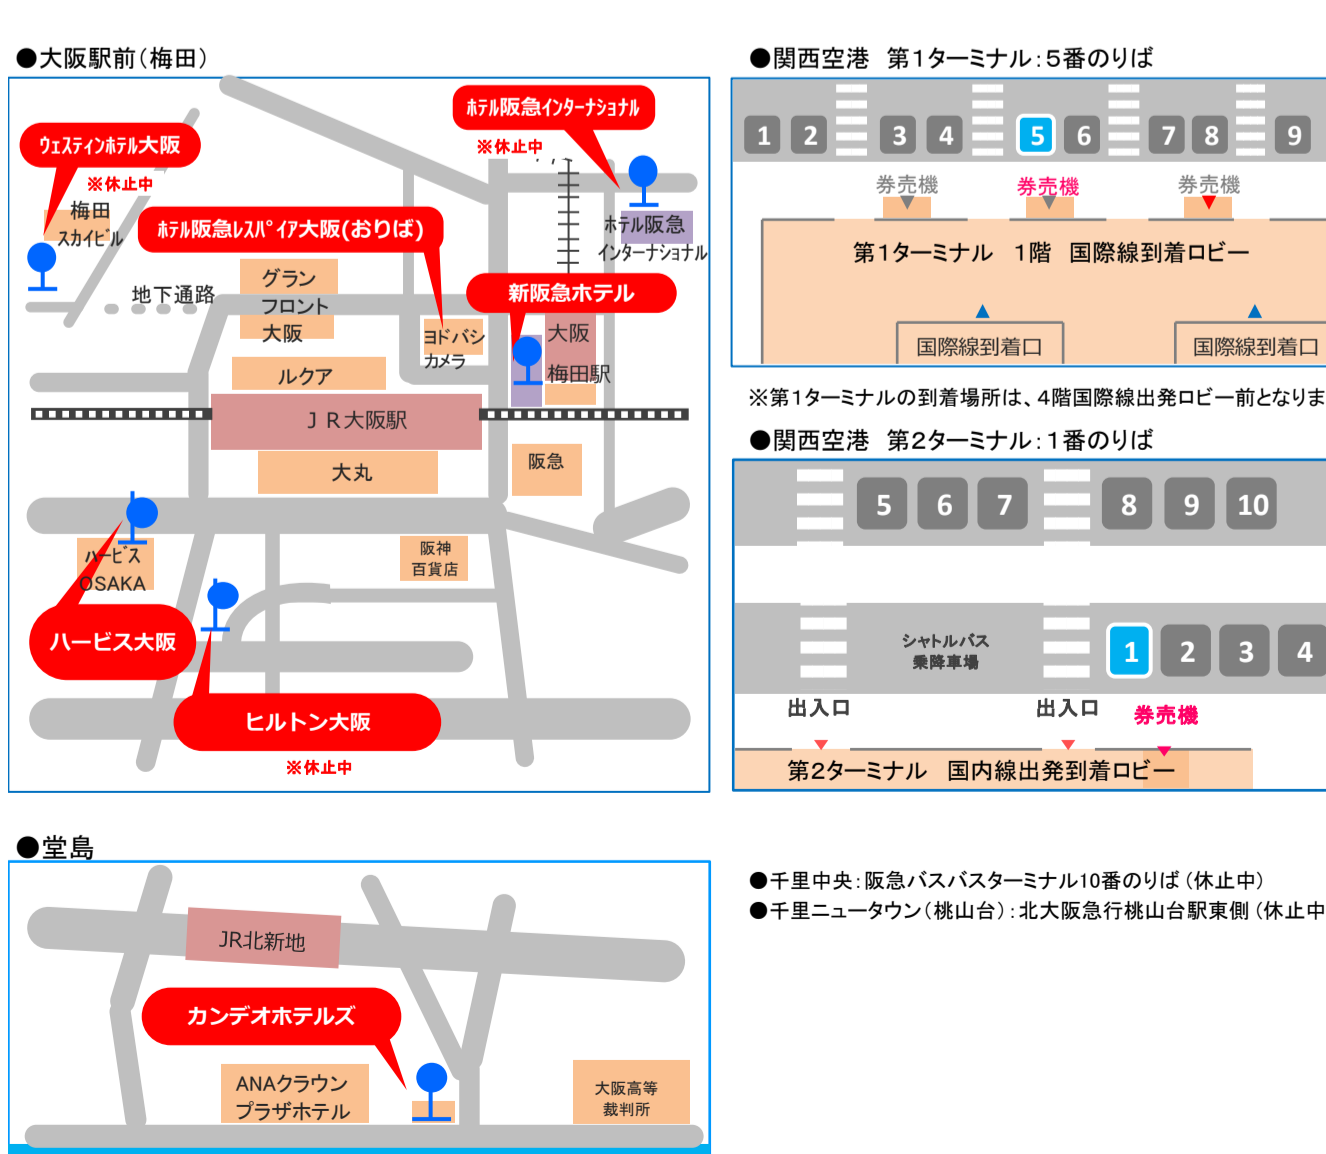 ●大阪駅前（梅田）
ホテル阪急インターナショナル
※休止中
ウェスティンホテル大阪
※休止中
梅田
スカイビル
ホテル阪急レスパイア大阪(おりば)
ホテル阪急
インターナショナル
地下通路
グラン
フロント
大阪
新阪急ホテル
ヨドバシ
カメラ
大阪
梅田駅
ルクア
ＪＲ大阪駅
大丸
阪急
ハービス
OSAKA
阪神
百貨店
ハービス大阪
ヒルトン大阪
※休止中
●関西空港　第１ターミナル：５番のりば
1 2 3 4 5 6 7 8 9
券売機 券売機 券売機
第１ターミナル　１階　国際線到着ロビー
国際線到着口 国際線到着口
※第１ターミナルの到着場所は、４階国際線出発ロビー前となりま
●関西空港　第２ターミナル：１番のりば
5 6 7 8 9 10
シャトルバス
乗降車場
1 2 3 4
出入口 出入口 券売機
第２ターミナル　国内線出発到着ロビー
●堂島
JR北新地
カンデオホテルズ
ANAクラウン
プラザホテル
大阪高等
裁判所
●千里中央：阪急バスバスターミナル10番のりば（休止中）
●千里ニュータウン（桃山台）：北大阪急行桃山台駅東側（休止中